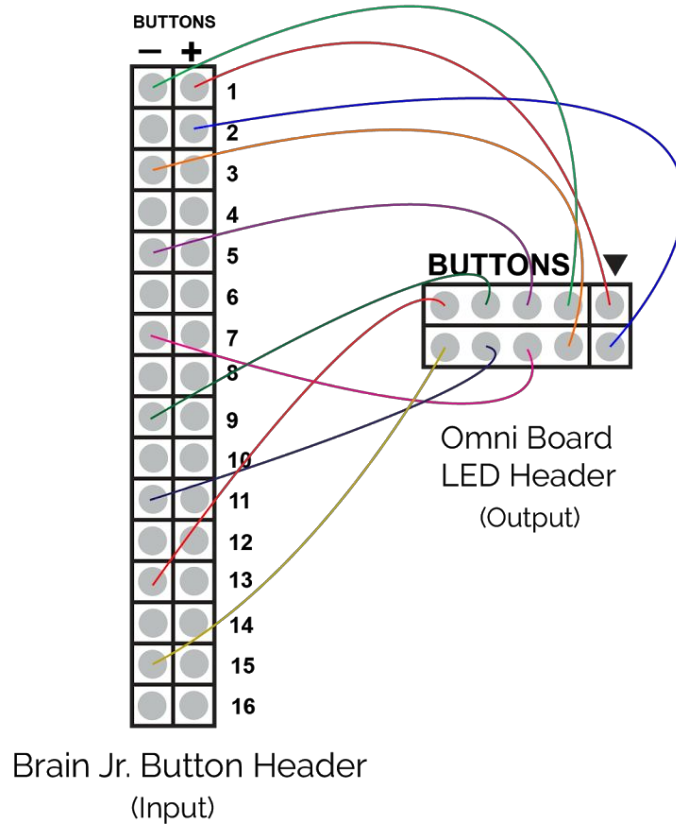 BUTTONS
− +
1
2
3
4
5
6
7
8
9
10
11
12
13
14
15
16
BUTTONS ▼
Omni Board
LED Header
(Output)
Brain Jr. Button Header
(Input)